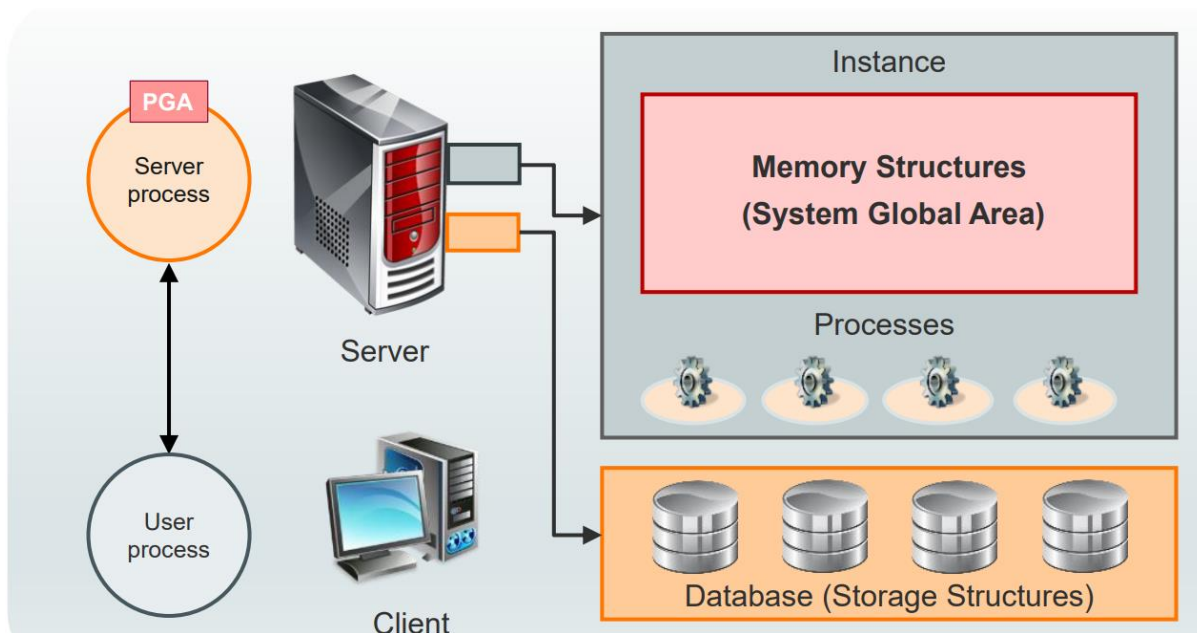 PGA
Server
process
User
process
Server
Client
Instance
Memory Structures
(System Global Area)
Processes
Database (Storage Structures)